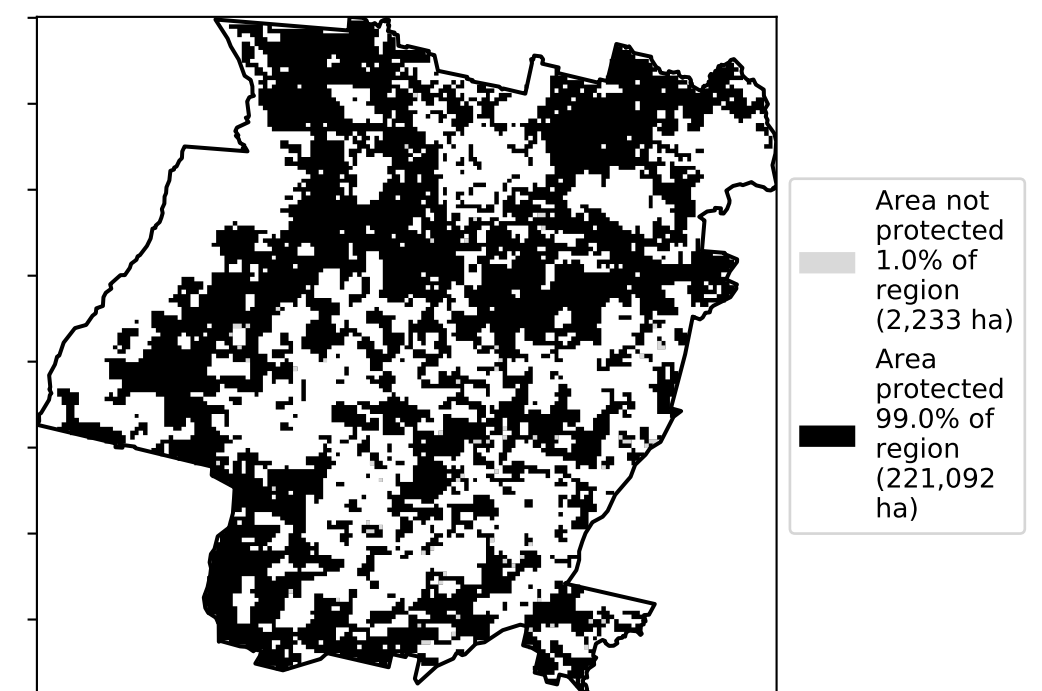 Area not
protected
1.0% of
region
(2,233 ha)
Area
protected
99.0% of
region
(221,092
ha)